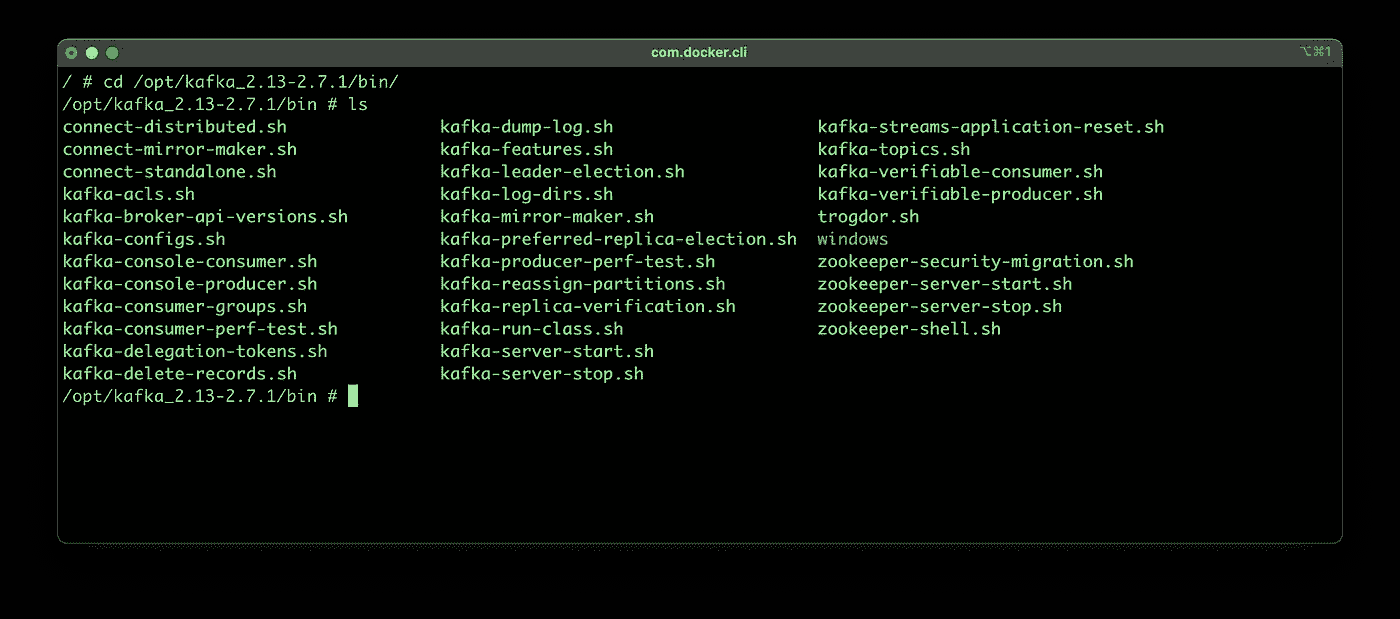 com.docker.cli
⌥⌘1
/ # cd /opt/kafka_2.13-2.7.1/bin/
/opt/kafka_2.13-2.7.1/bin # ls
connect-distributed.sh kafka-dump-log.sh kafka-streams-application-reset.sh
connect-mirror-maker.sh kafka-features.sh kafka-topics.sh
connect-standalone.sh kafka-leader-election.sh kafka-verifiable-consumer.sh
kafka-acls.sh kafka-log-dirs.sh kafka-verifiable-producer.sh
kafka-broker-api-versions.sh kafka-mirror-maker.sh trogdor.sh
kafka-configs.sh kafka-preferred-replica-election.sh windows
kafka-console-consumer.sh kafka-producer-perf-test.sh zookeeper-security-migration.sh
kafka-console-producer.sh kafka-reassign-partitions.sh zookeeper-server-start.sh
kafka-consumer-groups.sh kafka-replica-verification.sh zookeeper-server-stop.sh
kafka-consumer-perf-test.sh kafka-run-class.sh zookeeper-shell.sh
kafka-delegation-tokens.sh kafka-server-start.sh
kafka-delete-records.sh kafka-server-stop.sh
/opt/kafka_2.13-2.7.1/bin #